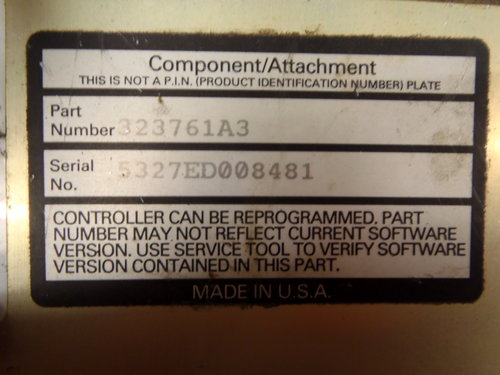 Component/Attachment
THIS IS NOT A P.I.N. (PRODUCT IDENTIFICATION NUMBER) PLATE
Part
Number 323761A3
Serial
No. 5327ED008481
CONTROLLER CAN BE REPROGRAMMED. PART
NUMBER MAY NOT REFLECT CURRENT SOFTWARE
VERSION. USE SERVICE TOOL TO VERIFY SOFTWARE
VERSION CONTAINED IN THIS PART.
MADE IN U.S.A.